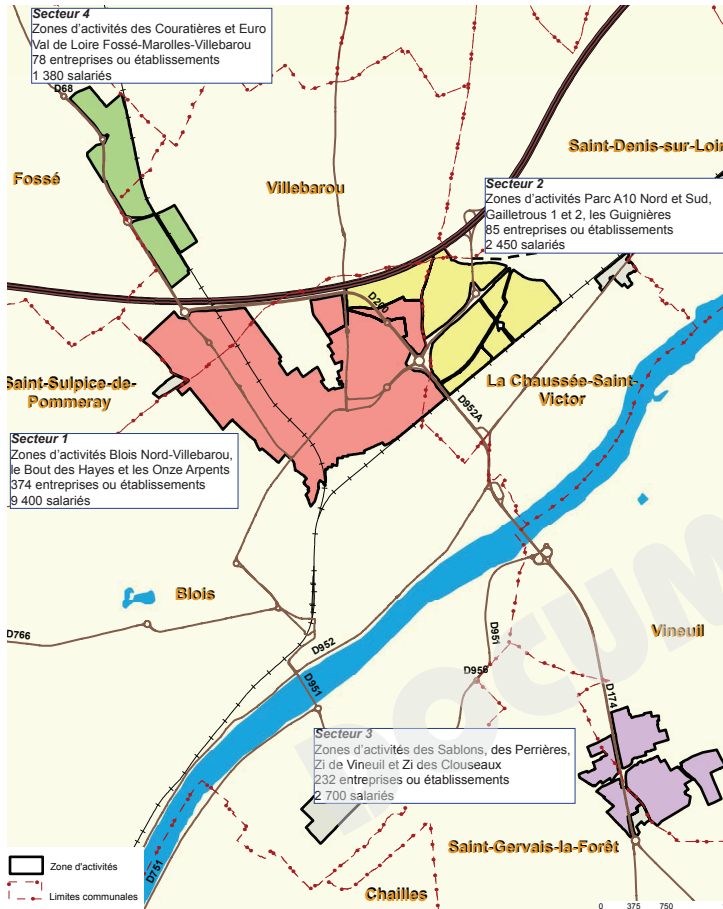 Secteur 4
Zones d'activités des Couratières et Euro
Val de Loire Fossé-Marolles-Villebarou
78 entreprises ou établissements
1 380 salariés
D68
Fossé
Villebarou
Saint-Denis-sur-Loir
Secteur 2
Zones d'activités Parc A10 Nord et Sud,
Gailletrous 1 et 2, les Guignières
85 entreprises ou établissements
2 450 salariés
D200
Saint-Sulpice-de-
Pommeray
La Chaussée-Saint-
Victor
D952A
Secteur 1
Zones d'activités Blois Nord-Villebarou,
le Bout des Hayes et les Onze Arpents
374 entreprises ou établissements
9 400 salariés
Blois
D766
D952
D951
D951
D956
Vineuil
D174
DOCUM
Secteur 3
Zones d'activités des Sablons, des Perrières,
Zi de Vineuil et Zi des Clouseaux
232 entreprises ou établissements
2 700 salariés
Saint-Gervais-la-Forêt
D751
Chailles
Zone d'activités
Limites communales
0 375 750